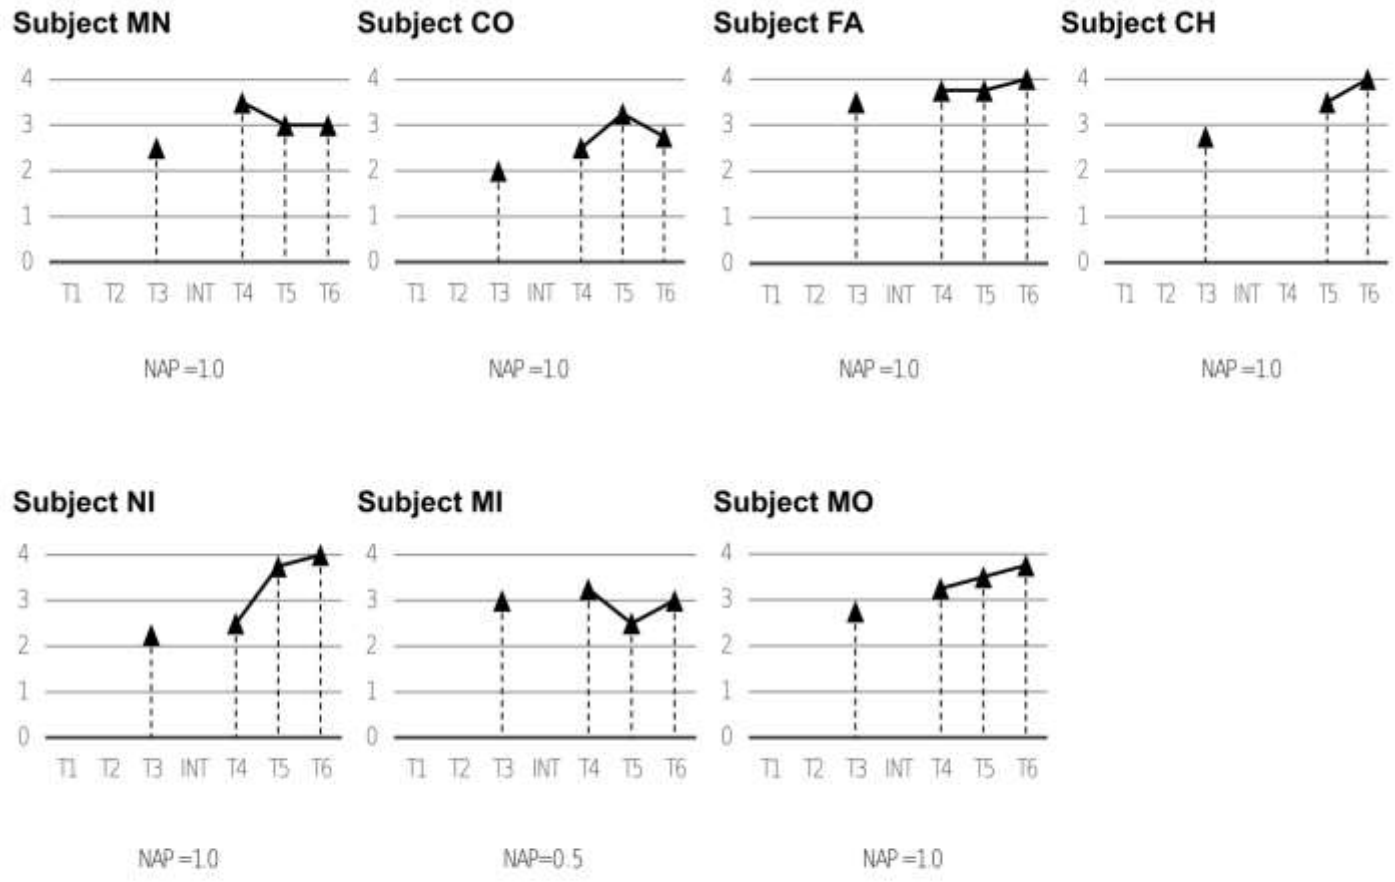 Subject MN
4
3
2
1
0
T1 T2 T3 INT T4 T5 T6
NAP =1.0
Subject CO
4
3
2
1
0
T1 T2 T3 INT T4 T5 T6
NAP =1.0
Subject FA
4
3
2
1
0
T1 T2 T3 INT T4 T5 T6
NAP =1.0
Subject CH
4
3
2
1
0
T1 T2 T3 INT T4 T5 T6
NAP =1.0
Subject NI
4
3
2
1
0
T1 T2 T3 INT T4 T5 T6
NAP =1.0
Subject MI
4
3
2
1
0
T1 T2 T3 INT T4 T5 T6
NAP=0.5
Subject MO
4
3
2
1
0
T1 T2 T3 INT T4 T5 T6
NAP =1.0